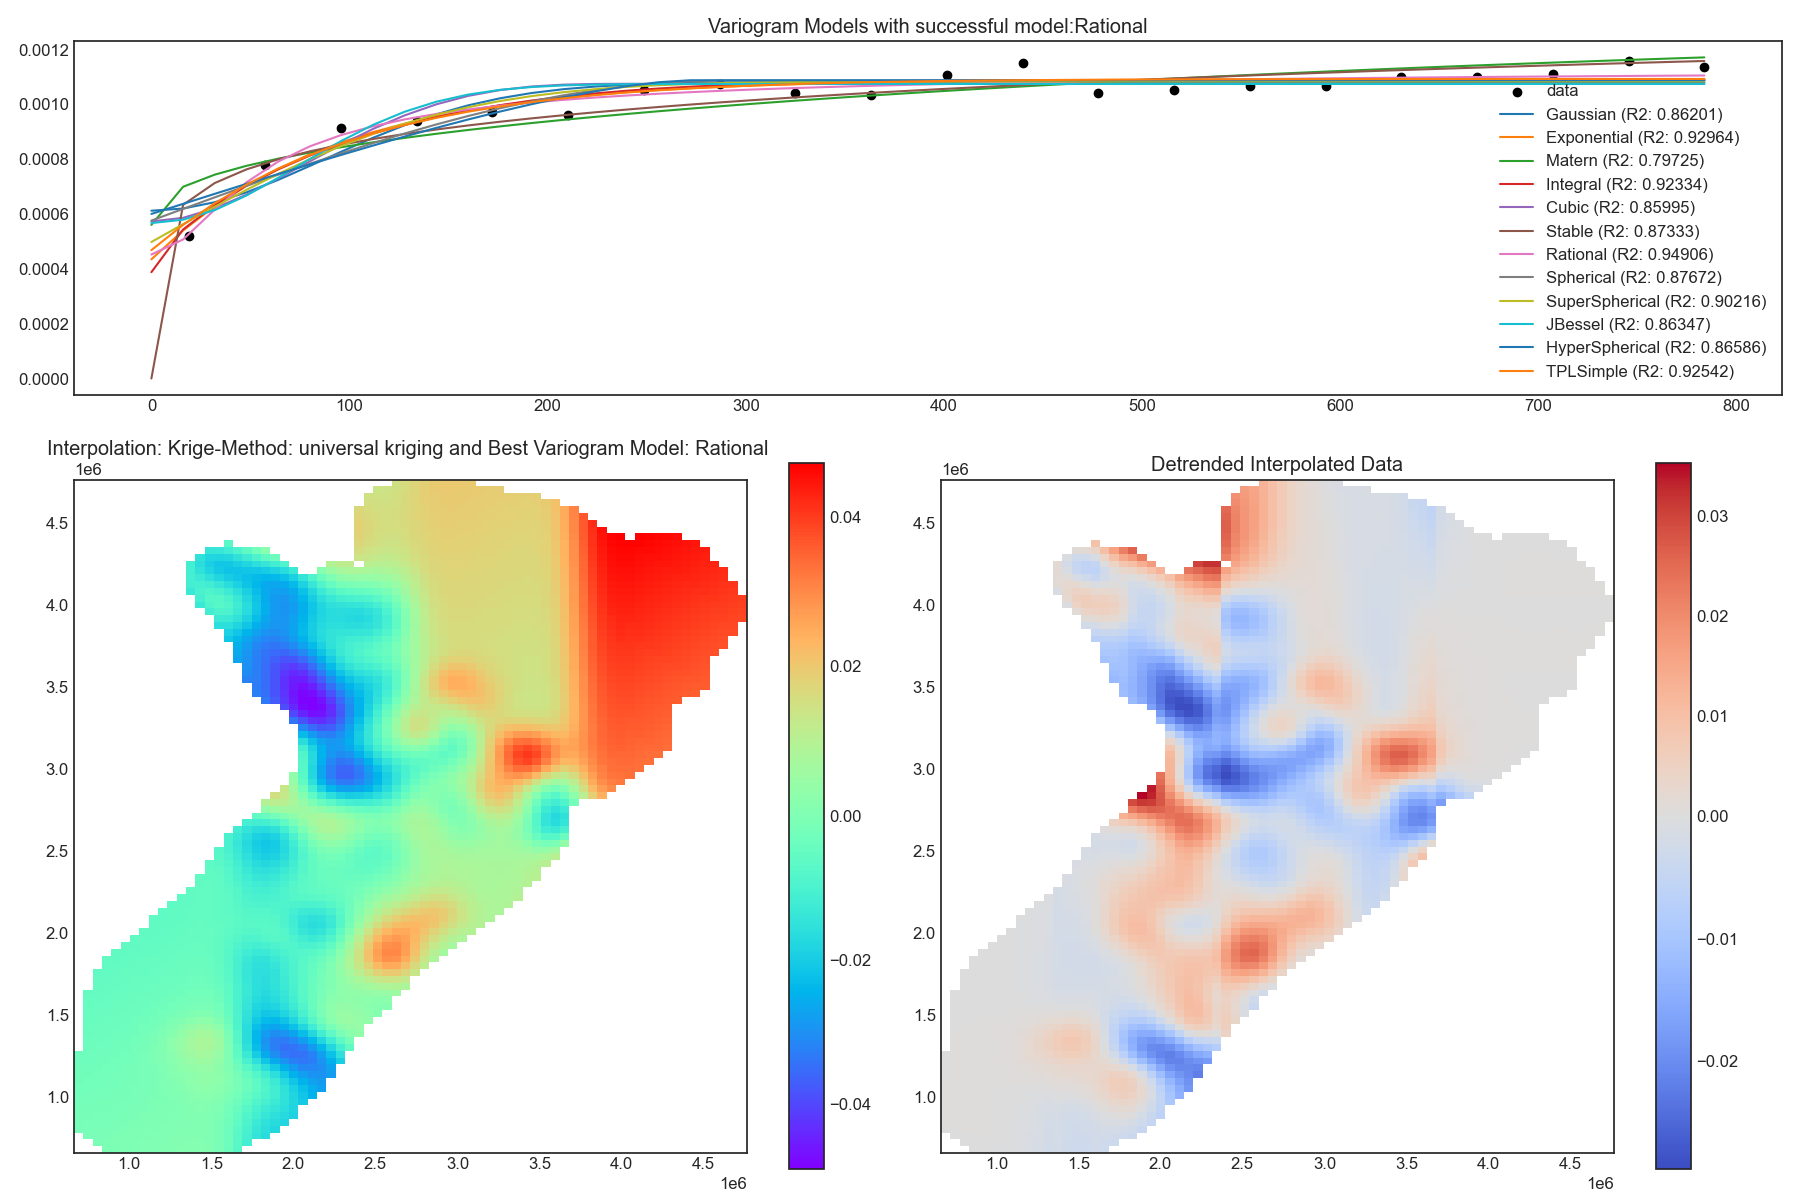 Variogram Models with successful model:Rational
0.0012
0.0010
0.0008
0.0006
0.0004
0.0002
0.0000
data
Gaussian (R2: 0.86201)
Exponential (R2: 0.92964)
Matern (R2: 0.79725)
Integral (R2: 0.92334)
Cubic (R2: 0.85995)
Stable (R2: 0.87333)
Rational (R2: 0.94906)
Spherical (R2: 0.87672)
SuperSpherical (R2: 0.90216)
JBessel (R2: 0.86347)
HyperSpherical (R2: 0.86586)
TPLSimple (R2: 0.92542)
0 100 200 300 400 500 600 700 800
Interpolation: Krige-Method: universal kriging and Best Variogram Model: Rational
1e6
4.5
4.0
3.5
3.0
2.5
2.0
1.5
1.0
1.0 1.5 2.0 2.5 3.0 3.5 4.0 4.5
1e6
0.04
0.02
0.00
−0.02
−0.04
Detrended Interpolated Data
1e6
4.5
4.0
3.5
3.0
2.5
2.0
1.5
1.0
1.0 1.5 2.0 2.5 3.0 3.5 4.0 4.5
1e6
0.03
0.02
0.01
0.00
−0.01
−0.02